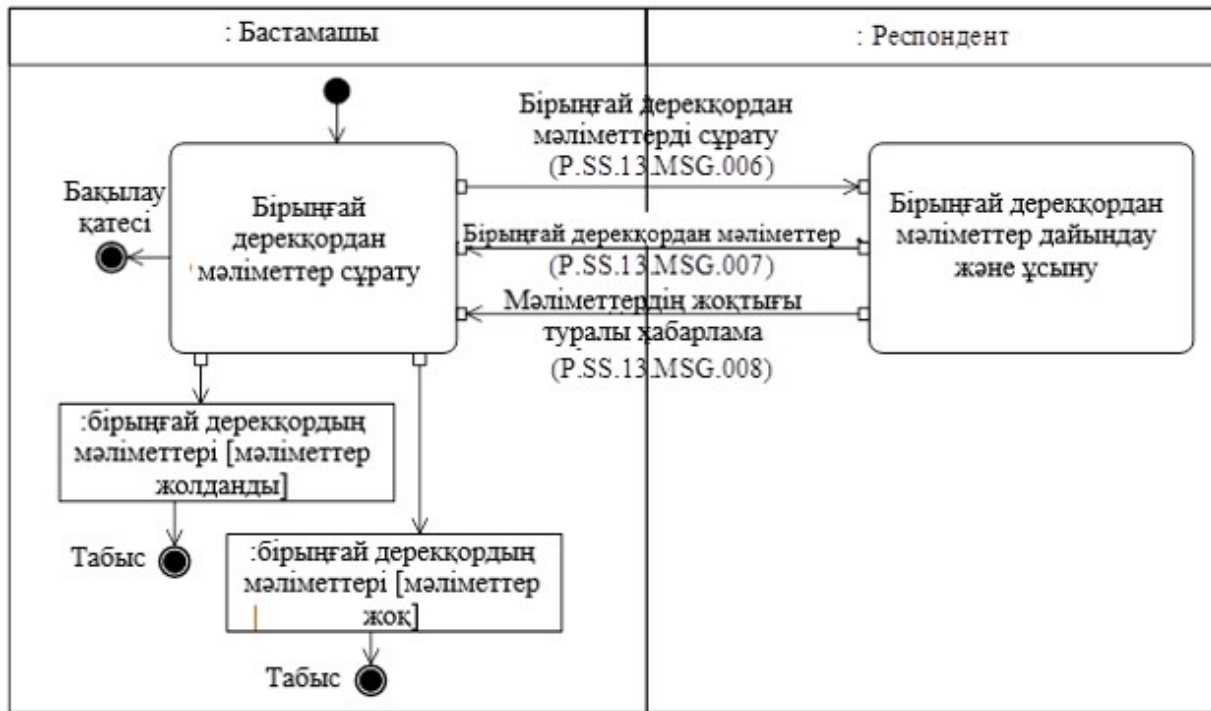 : Бастамашы
: Респондент
Бірыңғай дерекқордан
мәліметтерді сұрату
(P.SS.13.MSG.006)
Бақылау
қатесі
Бірыңғай
дерекқордан
мәліметтер сұрату
Бірыңғай дерекқордан
мәліметтер дайындау
және ұсыну
Бірыңғай дерекқордан мәліметтер
(P.SS.13.MSG.007)
Мәліметтердің жоқтығы
туралы хабарлама
(P.SS.13.MSG.008)
:бірыңғай дерекқордың
мәліметтері [мәліметтер
жолданды]
Табыс
:бірыңғай дерекқордың
мәліметтері [мәліметтер
жоқ]
Табыс